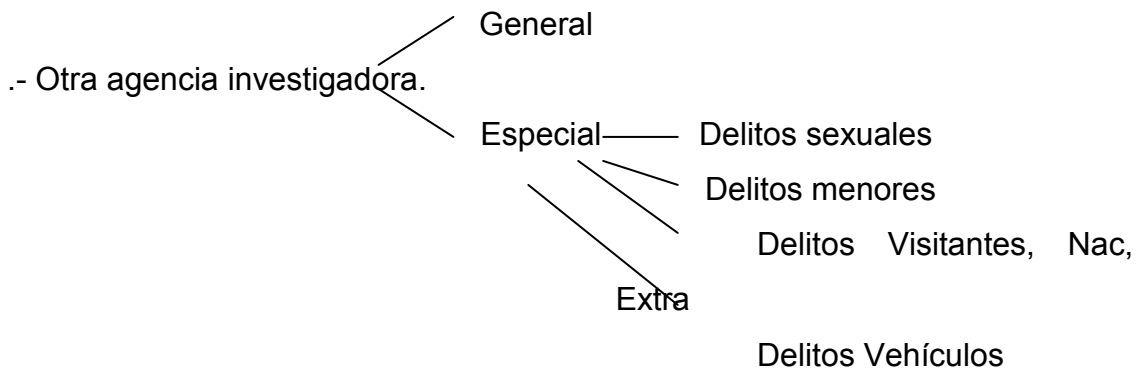 General
.- Otra agencia investigadora.
Especial Delitos sexuales
Delitos menores
Delitos Visitantes, Nac,
Extra
Delitos Vehículos